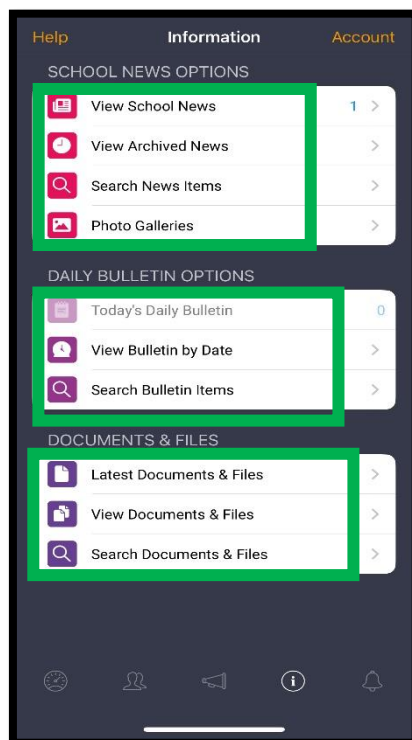 Help Information Account
SCHOOL NEWS OPTIONS
View School News 1
View Archived News
Search News Items
Photo Galleries
DAILY BULLETIN OPTIONS
Today's Daily Bulletin 0
View Bulletin by Date
Search Bulletin Items
DOCUMENTS & FILES
Latest Documents & Files
View Documents & Files
Search Documents & Files